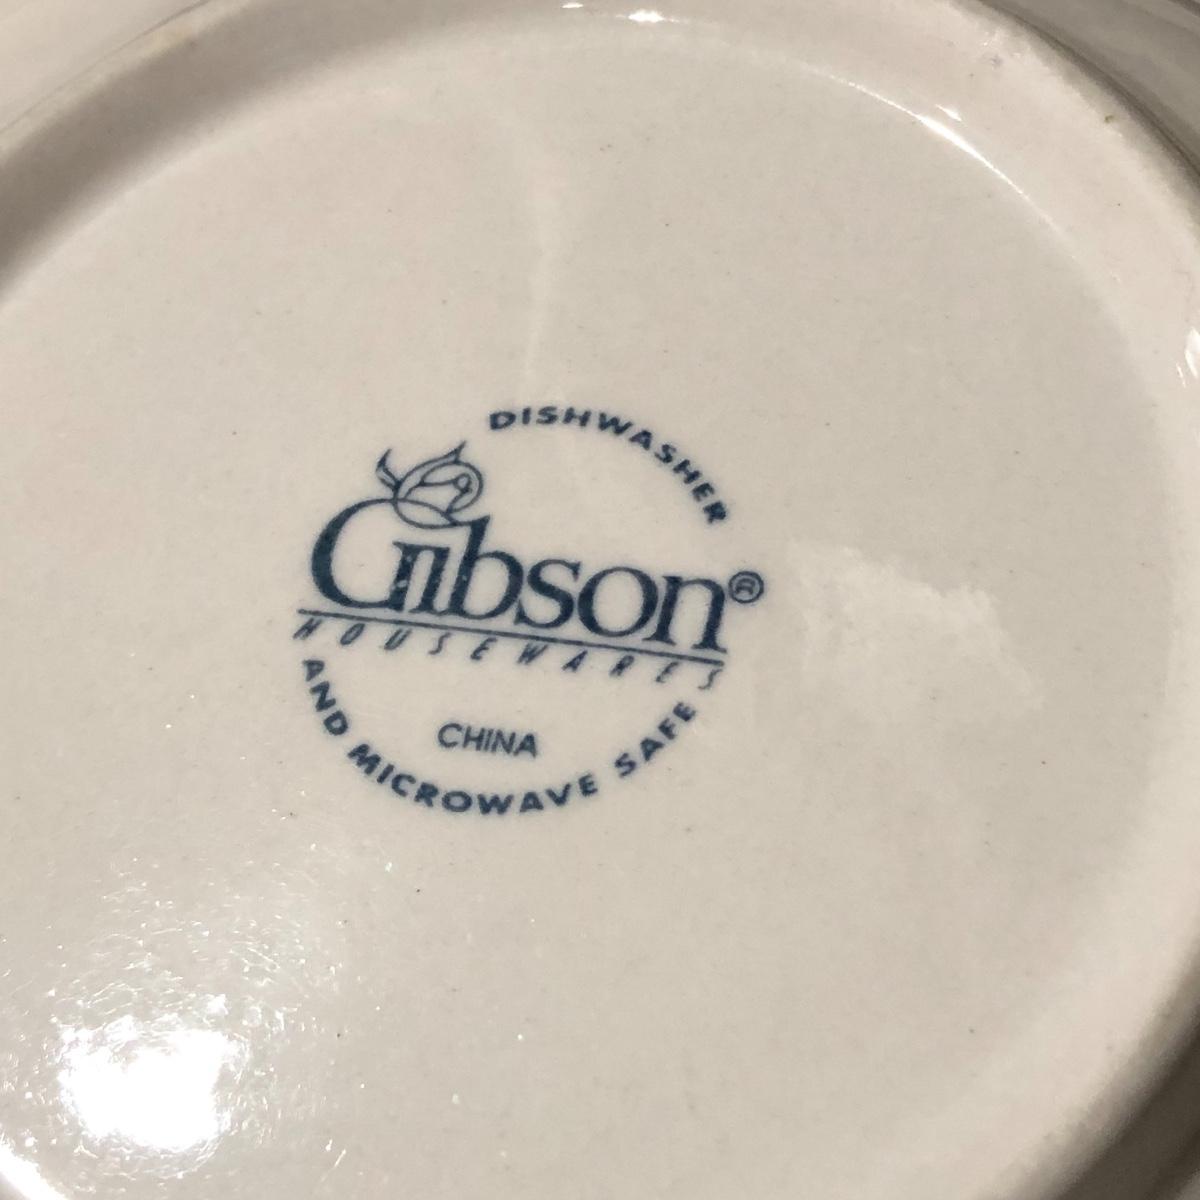 DISHWASHER
Gibson®
HOUSEWARES
CHINA
AND MICROWAVE SAFE